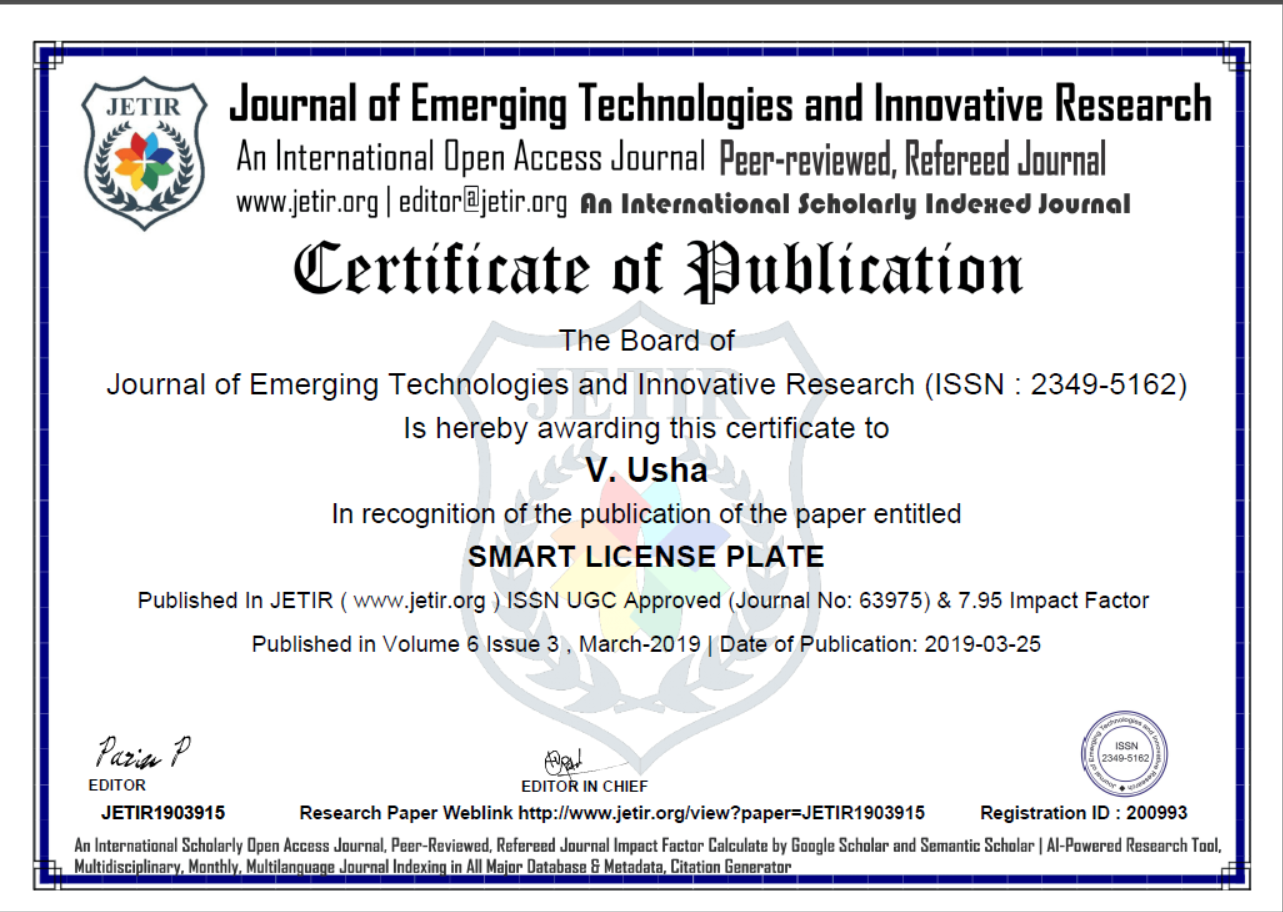 JETIR
Journal of Emerging Technologies and Innovative Research
An International Open Access Journal Peer-reviewed, Refereed Journal
www.jetir.org | editor@jetir.org An International Scholarly Indexed Journal
Certificate of Publication
The Board of
JETIR
Journal of Emerging Technologies and Innovative Research (ISSN : 2349-5162)
Is hereby awarding this certificate to
V. Usha
In recognition of the publication of the paper entitled
SMART LICENSE PLATE
Published In JETIR ( www.jetir.org ) ISSN UGC Approved (Journal No: 63975) & 7.95 Impact Factor
Published in Volume 6 Issue 3 , March-2019 | Date of Publication: 2019-03-25
EDITOR
EDITOR IN CHIEF
Journal of Emerging Technologies and Innovative Research
ISSN
2349-5162
JETIR1903915 Research Paper Weblink http://www.jetir.org/view?paper=JETIR1903915 Registration ID : 200993
An International Scholarly Open Access Journal, Peer-Reviewed, Refereed Journal Impact Factor Calculate by Google Scholar and Semantic Scholar | AI-Powered Research Tool,
Multidisciplinary, Monthly, Multilanguage Journal Indexing in All Major Database & Metadata, Citation Generator